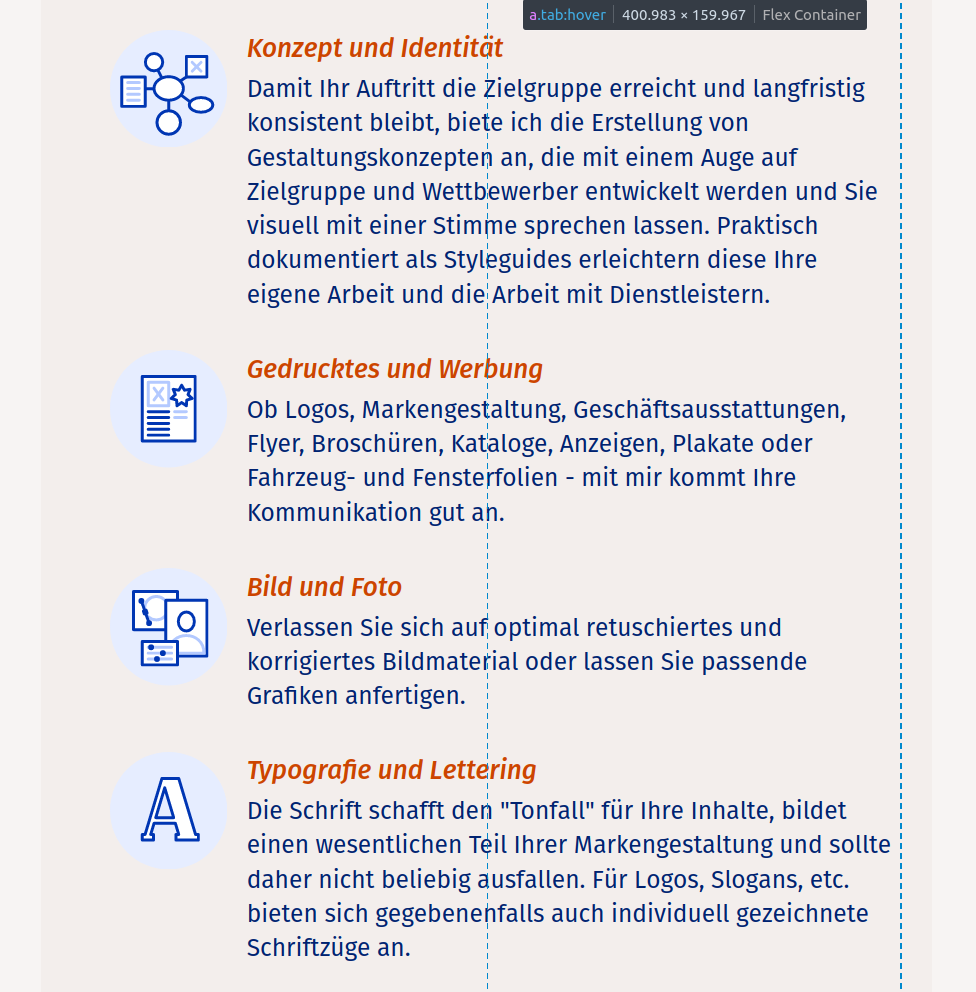 a.tab:hover 400.983 × 159.967 Flex Container
Konzept und Identität
Damit Ihr Auftritt die Zielgruppe erreicht und langfristig
konsistent bleibt, biete ich die Erstellung von
Gestaltungskonzepten an, die mit einem Auge auf
Zielgruppe und Wettbewerber entwickelt werden und Sie
visuell mit einer Stimme sprechen lassen. Praktisch
dokumentiert als Styleguides erleichtern diese Ihre
eigene Arbeit und die Arbeit mit Dienstleistern.
Gedrucktes und Werbung
Ob Logos, Markengestaltung, Geschäftsausstattungen,
Flyer, Broschüren, Kataloge, Anzeigen, Plakate oder
Fahrzeug- und Fensterfolien - mit mir kommt Ihre
Kommunikation gut an.
Bild und Foto
Verlassen Sie sich auf optimal retuschiertes und
korrigiertes Bildmaterial oder lassen Sie passende
Grafiken anfertigen.
Typografie und Lettering
A
Die Schrift schafft den "Tonfall" für Ihre Inhalte, bildet
einen wesentlichen Teil Ihrer Markengestaltung und sollte
daher nicht beliebig ausfallen. Für Logos, Slogans, etc.
bieten sich gegebenenfalls auch individuell gezeichnete
Schriftzüge an.